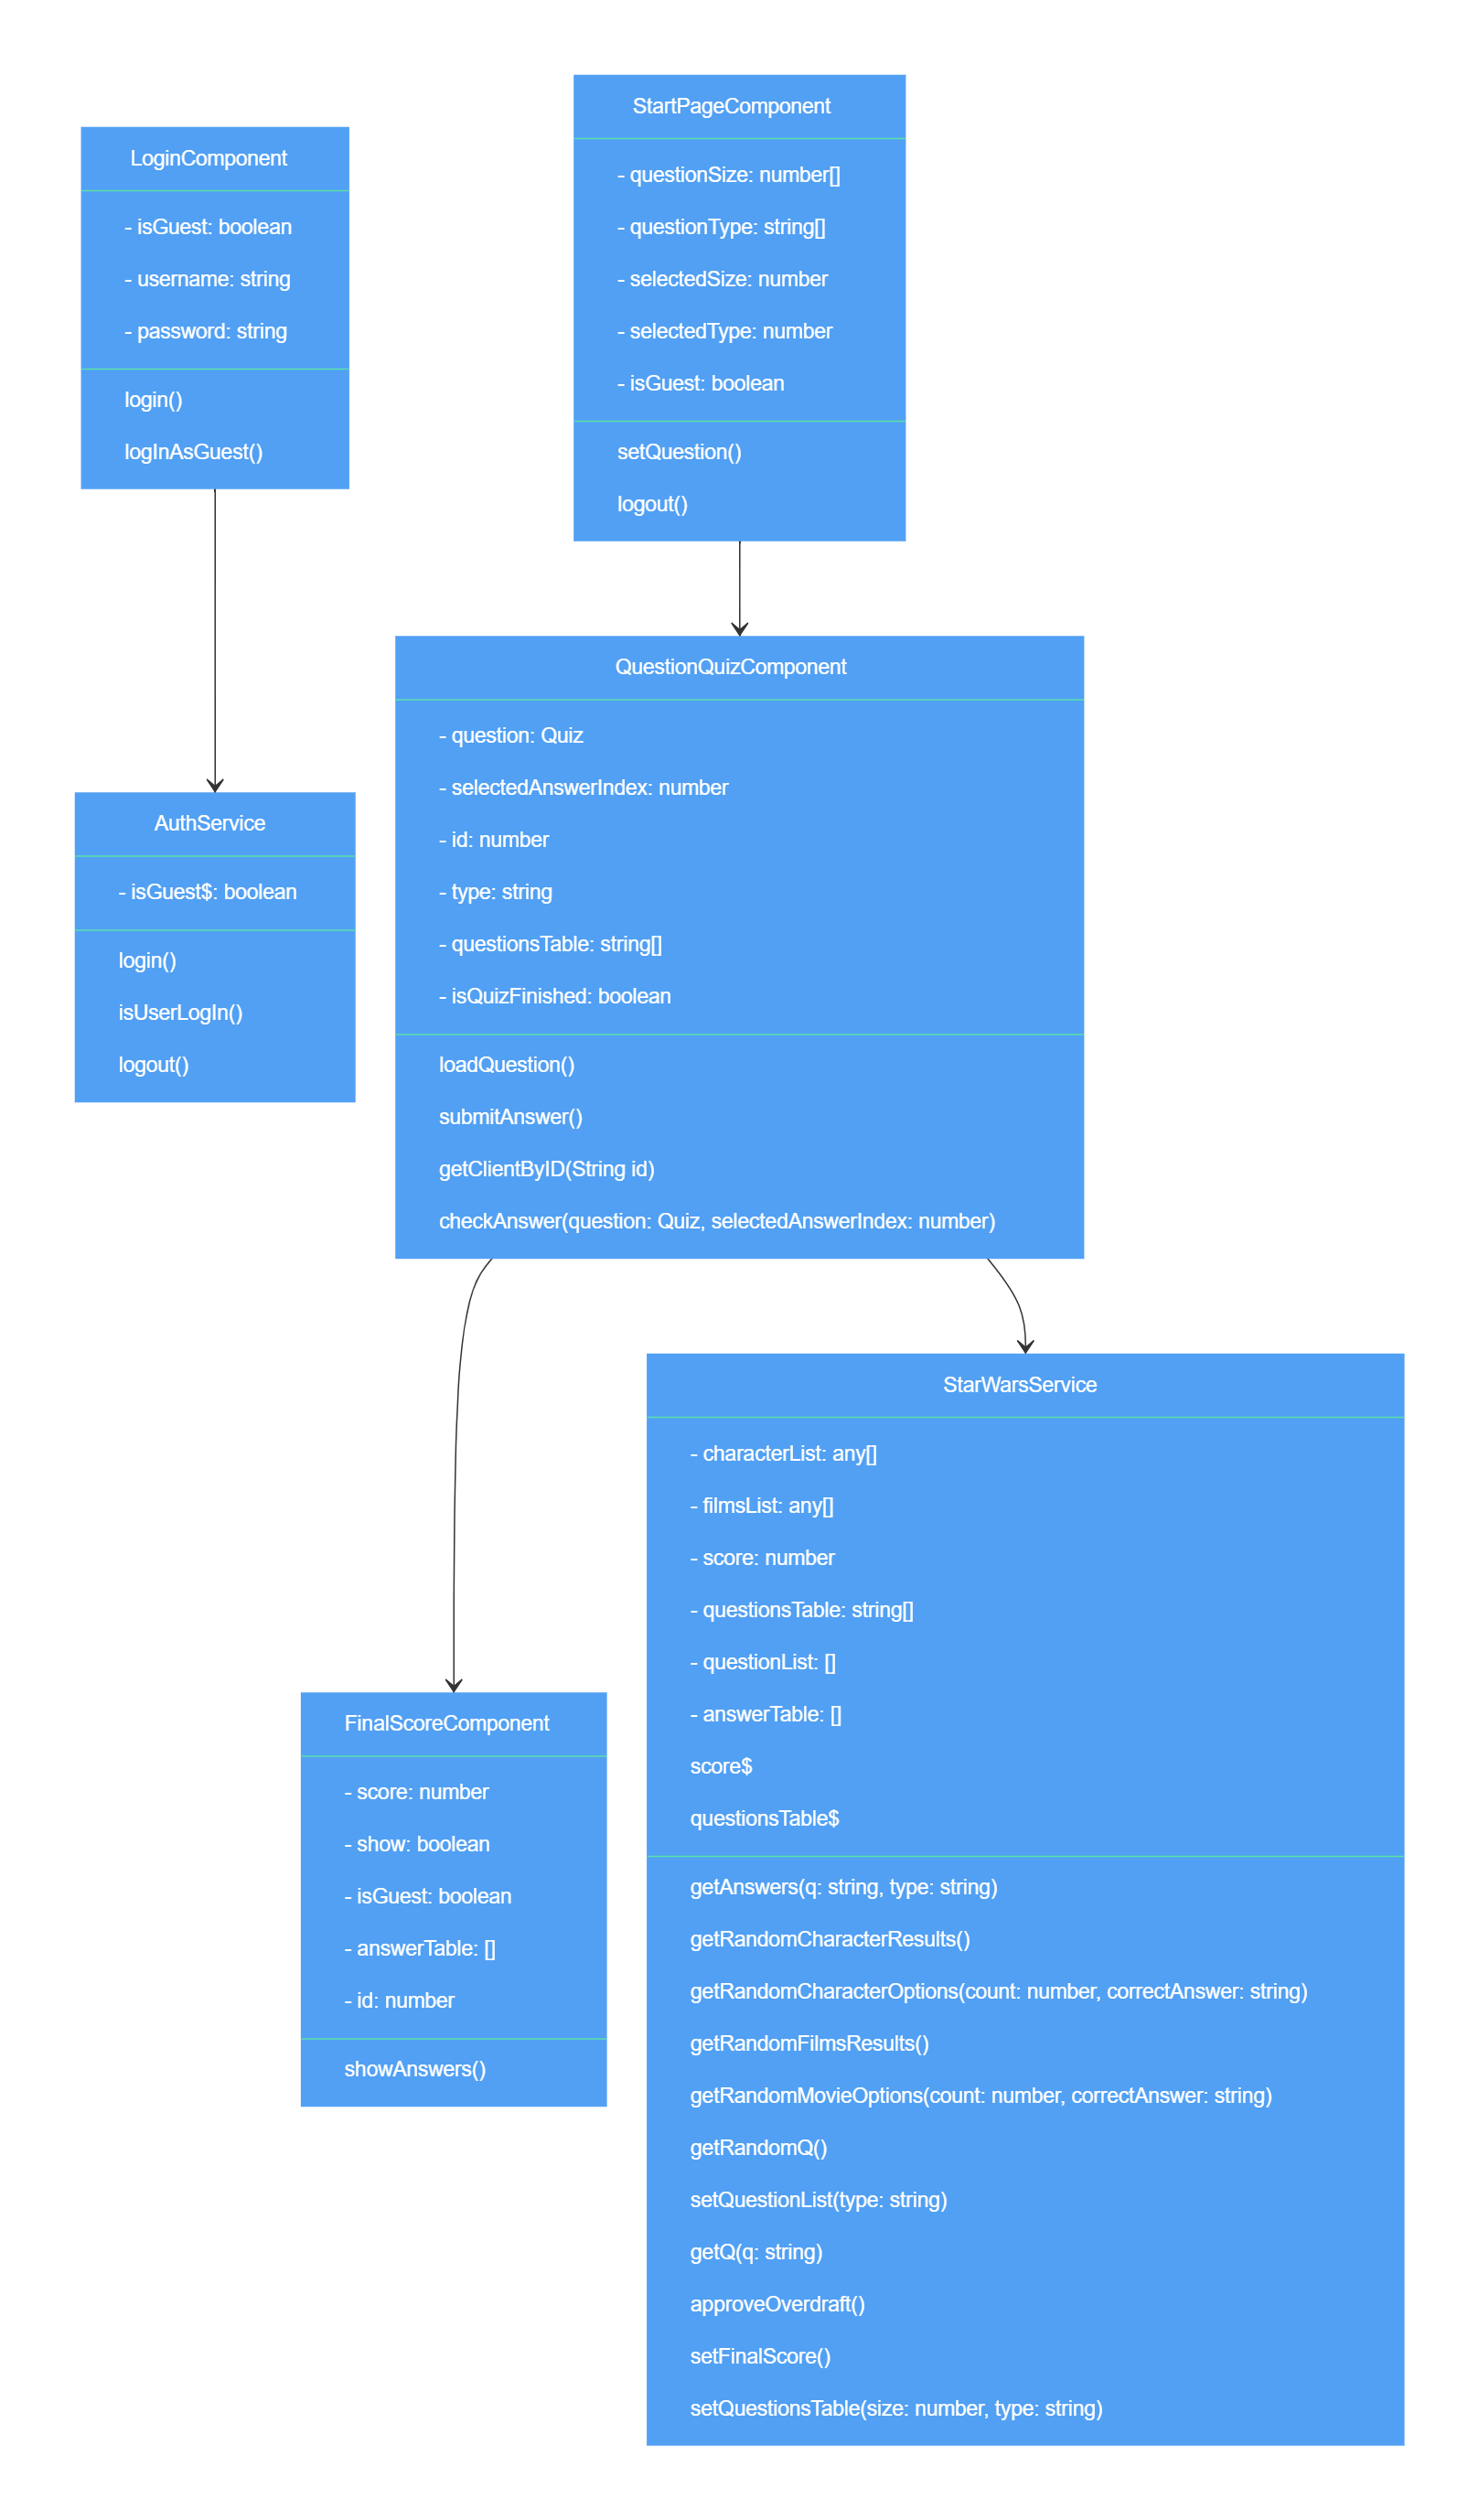 LoginComponent
- isGuest: boolean
- username: string
- password: string
login()
logInAsGuest()
StartPageComponent
- questionSize: number[]
- questionType: string[]
- selectedSize: number
- selectedType: number
- isGuest: boolean
setQuestion()
logout()
AuthService
- isGuest$: boolean
login()
isUserLogIn()
logout()
QuestionQuizComponent
- question: Quiz
- selectedAnswerIndex: number
- id: number
- type: string
- questionsTable: string[]
- isQuizFinished: boolean
loadQuestion()
submitAnswer()
getClientByID(String id)
checkAnswer(question: Quiz, selectedAnswerIndex: number)
FinalScoreComponent
- score: number
- show: boolean
- isGuest: boolean
- answerTable: []
- id: number
showAnswers()
StarWarsService
- characterList: any[]
- filmsList: any[]
- score: number
- questionsTable: string[]
- questionList: []
- answerTable: []
score$
questionsTable$
getAnswers(q: string, type: string)
getRandomCharacterResults()
getRandomCharacterOptions(count: number, correctAnswer: string)
getRandomFilmsResults()
getRandomMovieOptions(count: number, correctAnswer: string)
getRandomQ()
setQuestionList(type: string)
getQ(q: string)
approveOverdraft()
setFinalScore()
setQuestionsTable(size: number, type: string)